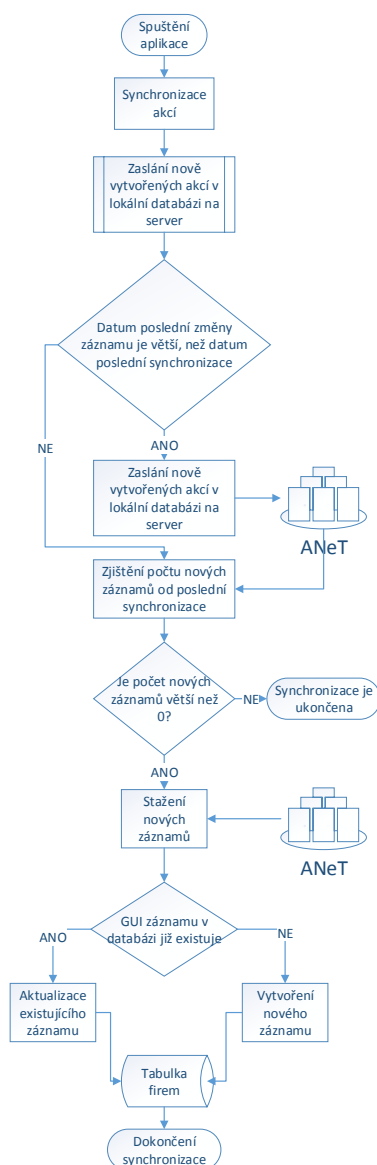 Spuštění
aplikace
Synchronizace
akcí
Zaslání nově
vytvořených akcí v
lokální databázi na
server
Datum poslední změny
záznamu je větší, než datum
poslední synchronizace
NE
ANO
Zaslání nově
vytvořených akcí v
lokální databázi na
server
ANeT
Zjištění počtu nových
záznamů od poslední
synchronizace
Je počet nových
záznamů větší než
0?
NE
Synchronizace je
ukončena
ANO
Stažení
nových
záznamů
ANeT
GUI záznamu v
databázi již existuje
ANO
NE
Aktualizace
existujícího
záznamu
Vytvoření
nového
záznamu
Tabulka
firem
Dokončení
synchronizace